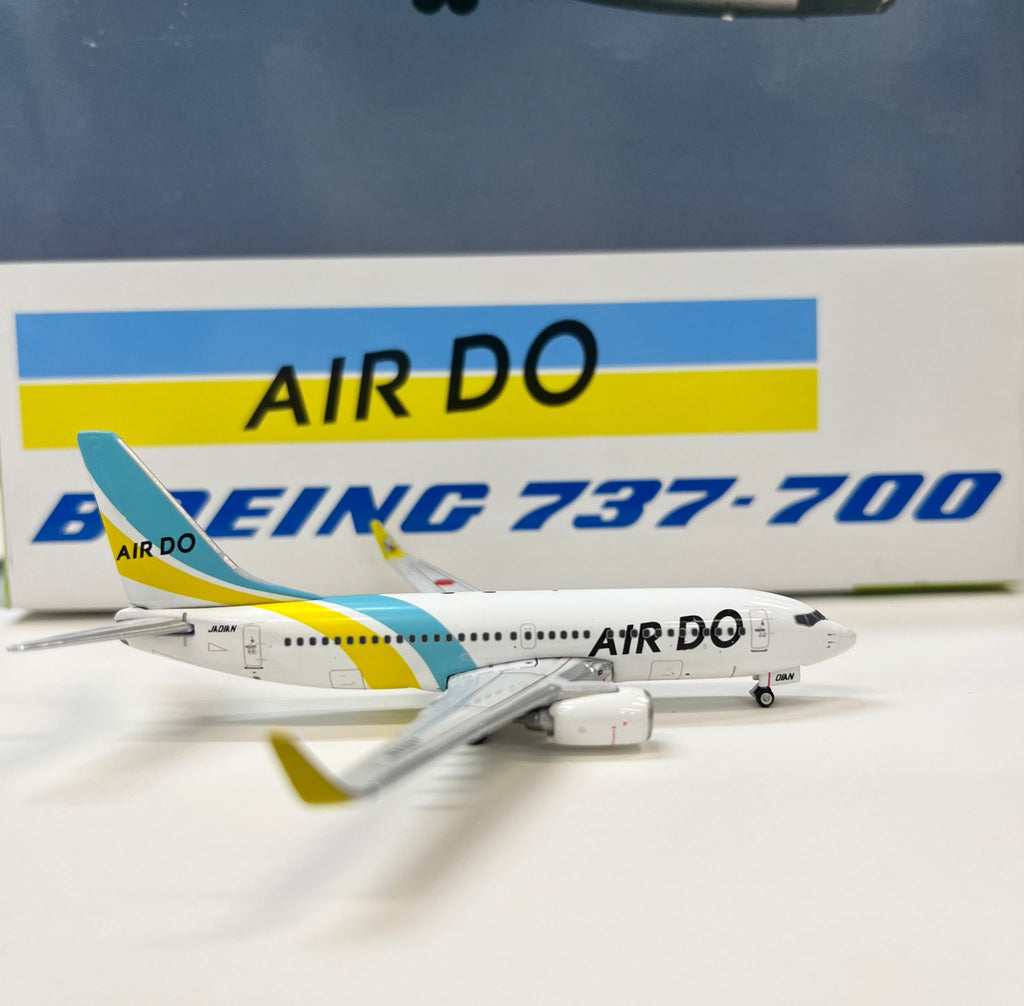 AIR DO
BOEING 737-700
AIR DO
JA01AN
AIR DO
01AN